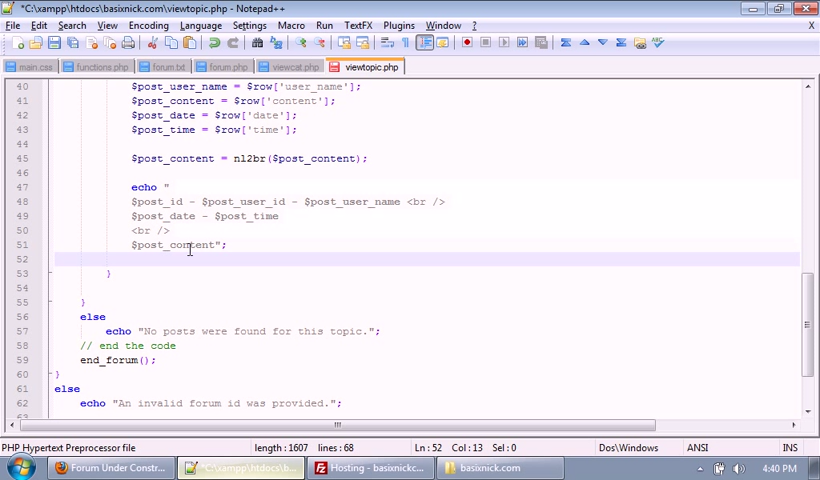 *C:\xampp\htdocs\basixnick.com\viewtopic.php - Notepad++
File Edit Search View Encoding Language Settings Macro Run TextFX Plugins Window ? X
main.css functions.php forum.txt forum.php viewcat.php viewtopic.php
40 $post_user_name = $row['user_name'];
41 $post_content = $row['content'];
42 $post_date = $row['date'];
43 $post_time = $row['time'];
44
45 $post_content = nl2br($post_content);
46
47 echo "
48 $post_id - $post_user_id - $post_user_name <br />
49 $post_date - $post_time
50 <br />
51 $post_content";
52
53 }
54
55 }
56 else
57 echo "No posts were found for this topic.";
58 // end the code
59 end_forum();
60 }
61 else
62 echo "An invalid forum id was provided.";
PHP Hypertext Preprocessor file length : 1607 lines : 68 Ln : 52 Col : 13 Sel : 0 Dos\Windows ANSI INS
Forum Under Constr... *C:\xampp\htdocs\b... Hosting - basixnickc... basixnick.com 4:40 PM